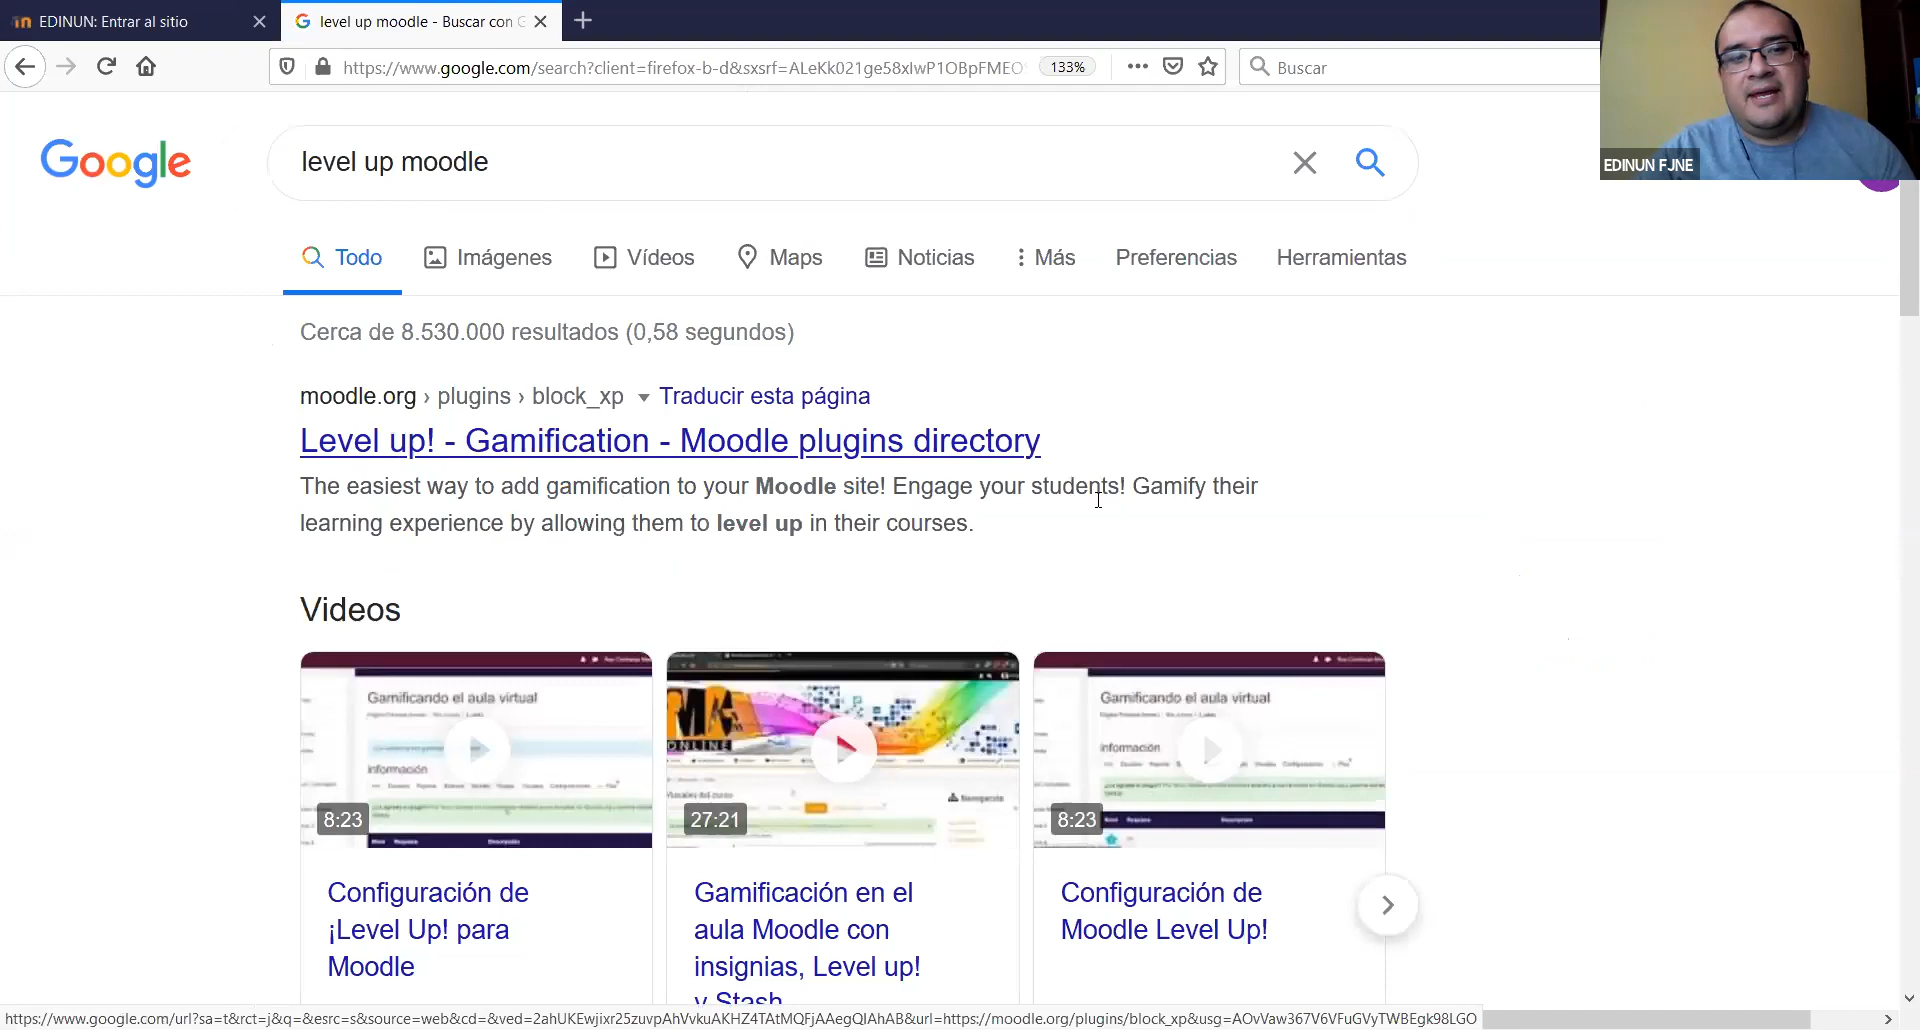 EDINUN: Entrar al sitio
level up moodle - Buscar con G
https://www.google.com/search?client=firefox-b-d&sxsrf=ALeKk021ge58xIwP1OBpFMEO
133%
Buscar
EDINUN FJNE
Google
level up moodle
Todo
Imágenes
Vídeos
Maps
Noticias
Más
Preferencias
Herramientas
Cerca de 8.530.000 resultados (0,58 segundos)
moodle.org › plugins › block_xp
Traducir esta página
Level up! - Gamification - Moodle plugins directory
The easiest way to add gamification to your Moodle site! Engage your students! Gamify their
learning experience by allowing them to level up in their courses.
Videos
Gamificando el aula virtual
Información
8:23
ONLINE
27:21
Gamificando el aula virtual
Información
8:23
Configuración de
¡Level Up! para
Moodle
Gamificación en el
aula Moodle con
insignias, Level up!
y Stash
Configuración de
Moodle Level Up!
https://www.google.com/url?sa=t&rct=j&q=&esrc=s&source=web&cd=&ved=2ahUKEwjixr25zuvpAhVvkuAKHZ4TAtMQFjAAegQIAhAB&url=https://moodle.org/plugins/block_xp&usg=AOvVaw367V6VFuGVyTWBEgk98LGO